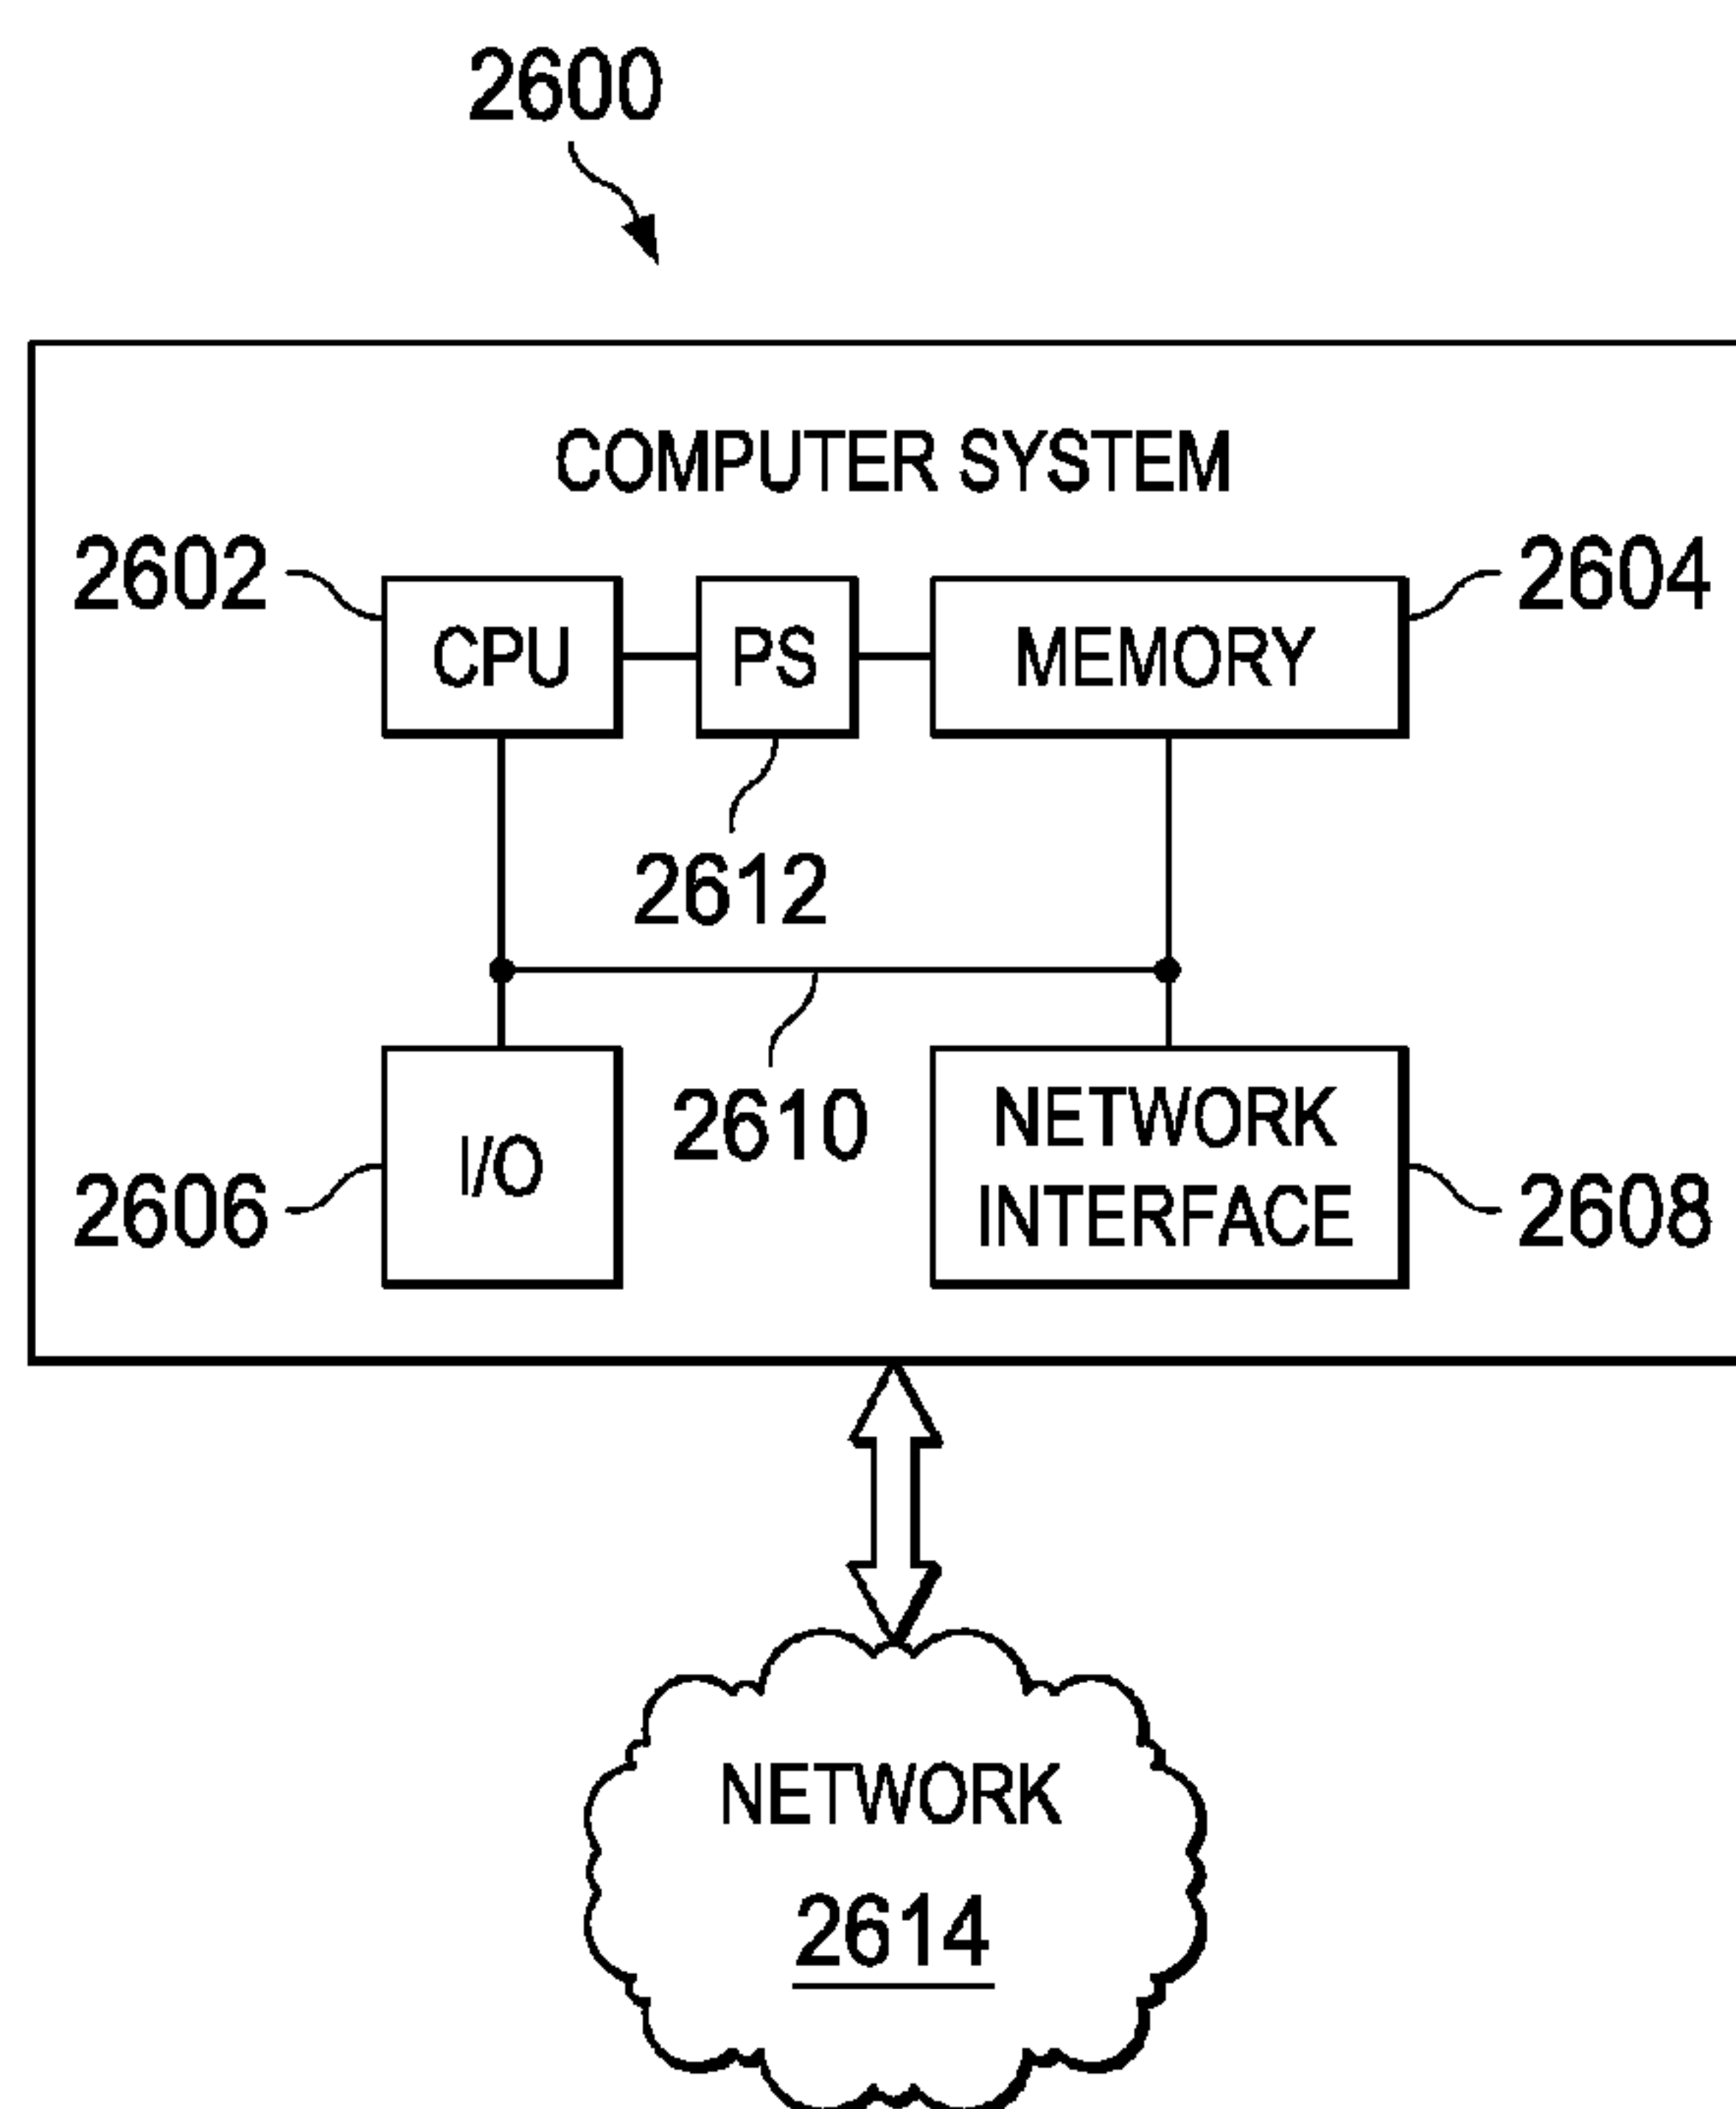 2600
COMPUTER SYSTEM
2602
2604
CPU
PS
MEMORY
2612
2610
I/O
NETWORK
INTERFACE
2606
2608
NETWORK
2614